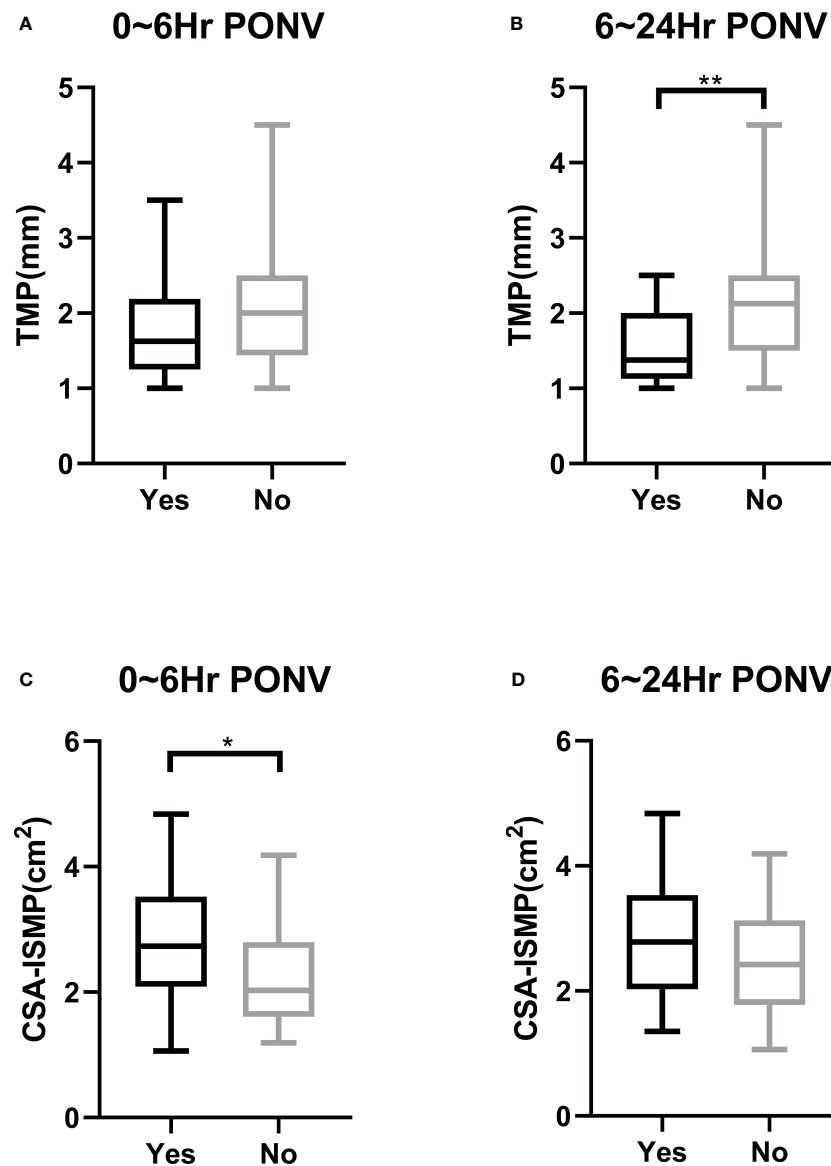 A
0~6Hr PONV
5
4
3
2
1
0
TMP(mm)
Yes
No
B
6~24Hr PONV
**
5
4
3
2
1
0
TMP(mm)
Yes
No
C
0~6Hr PONV
*
6
4
2
0
CSA-ISMP(cm²)
Yes
No
D
6~24Hr PONV
6
4
2
0
CSA-ISMP(cm²)
Yes
No